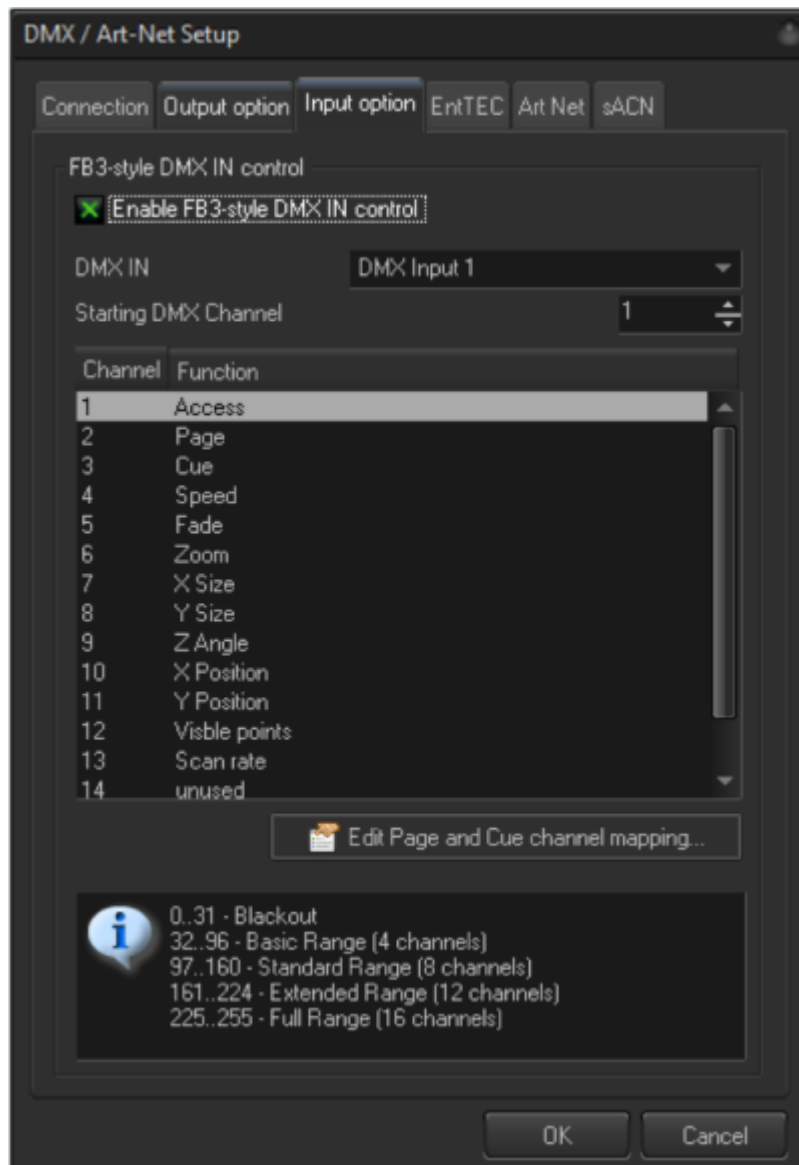 DMX / Art-Net Setup
Connection Output option Input option EntTEC Art Net sACN
FB3-style DMX IN control
Enable FB3-style DMX IN control
DMX IN DMX Input 1
Starting DMX Channel 1
Channel Function
1 Access
2 Page
3 Cue
4 Speed
5 Fade
6 Zoom
7 X Size
8 Y Size
9 Z Angle
10 X Position
11 Y Position
12 Visble points
13 Scan rate
14 unused
Edit Page and Cue channel mapping...
0..31 - Blackout
32..96 - Basic Range (4 channels)
97..160 - Standard Range (8 channels)
161..224 - Extended Range (12 channels)
225..255 - Full Range (16 channels)
OK Cancel